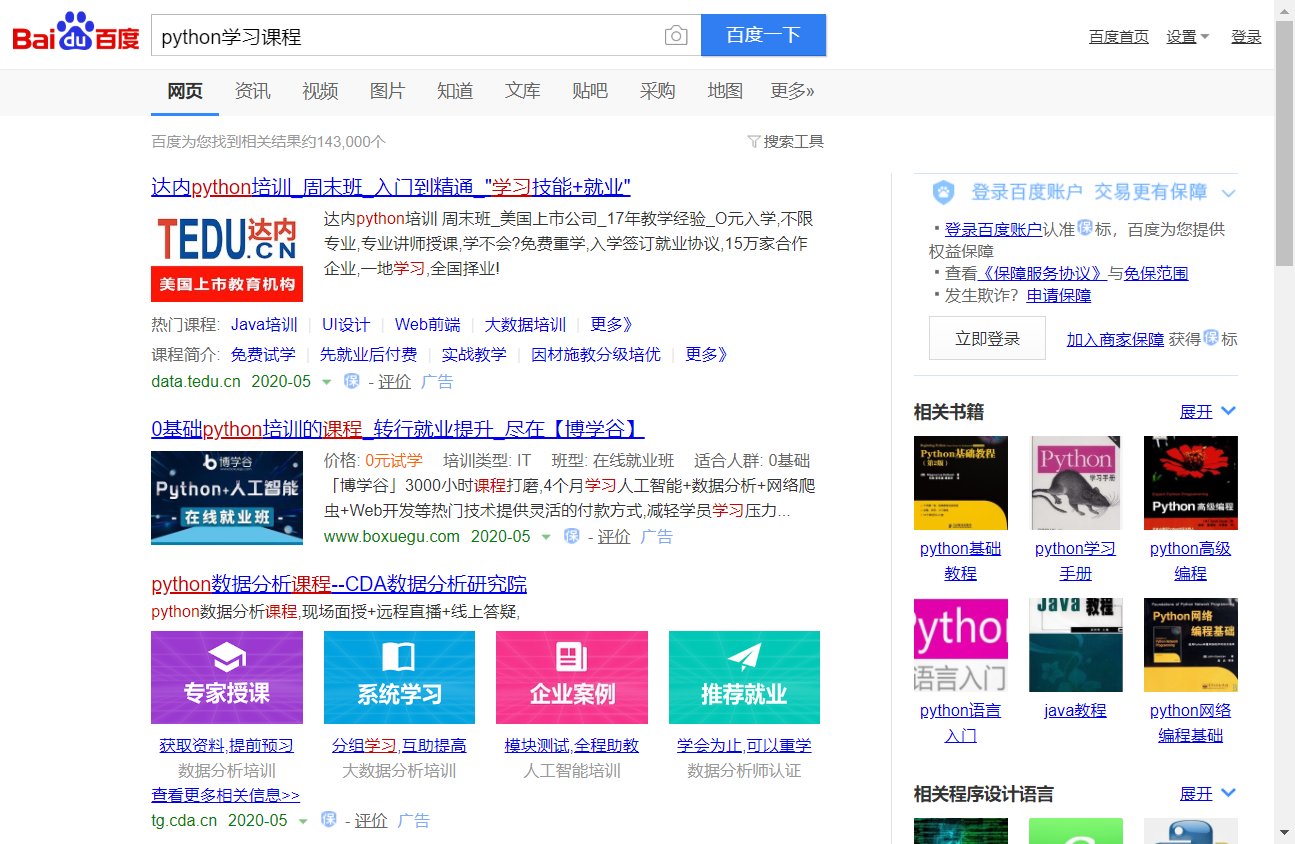 Bai du 百度
python学习课程
百度一下
百度首页 设置 登录
网页 资讯 视频 图片 知道 文库 贴吧 采购 地图 更多»
百度为您找到相关结果约143,000个
搜索工具
达内python培训_周末班_入门到精通_"学习技能+就业"
TEDU达内
.CN
美国上市教育机构
达内python培训 周末班_美国上市公司_17年教学经验_O元入学,不限
专业,专业讲师授课,学不会?免费重学,入学签订就业协议,15万家合作
企业,一地学习,全国择业!
热门课程: Java培训 | UI设计 | Web前端 | 大数据培训 | 更多》
课程简介: 免费试学 | 先就业后付费 | 实战教学 | 因材施教分级培优 | 更多》
data.tedu.cn 2020-05 保 - 评价 广告
0基础python培训的课程_转行就业提升_尽在【博学谷】
博学谷
Python+人工智能
在线就业班
价格: 0元试学 培训类型: IT 班型: 在线就业班 适合人群: 0基础
「博学谷」3000小时课程打磨,4个月学习人工智能+数据分析+网络爬
虫+Web开发等热门技术提供灵活的付款方式,减轻学员学习压力...
www.boxuegu.com 2020-05 保 - 评价 广告
python数据分析课程--CDA数据分析研究院
python数据分析课程,现场面授+远程直播+线上答疑,
专家授课 系统学习 企业案例 推荐就业
获取资料,提前预习 分组学习,互助提高 模块测试,全程助教 学会为止,可以重学
数据分析培训 大数据分析培训 人工智能培训 数据分析师认证
查看更多相关信息>>
tg.cda.cn 2020-05 保 - 评价 广告
登录百度账户 交易更有保障
·登录百度账户认准保标，百度为您提供
权益保障
·查看《保障服务协议》与免保范围
·发生欺诈？申请保障
立即登录 加入商家保障 获得保标
相关书籍 展开
Python基础教程
（第2版）
Python
学习手册
Python 高级编程
python基础
教程
python学习
手册
python高级
编程
ytho
语言入门
Java 教程
Python网络
编程基础
python语言
入门
java教程
python网络
编程基础
相关程序设计语言 展开